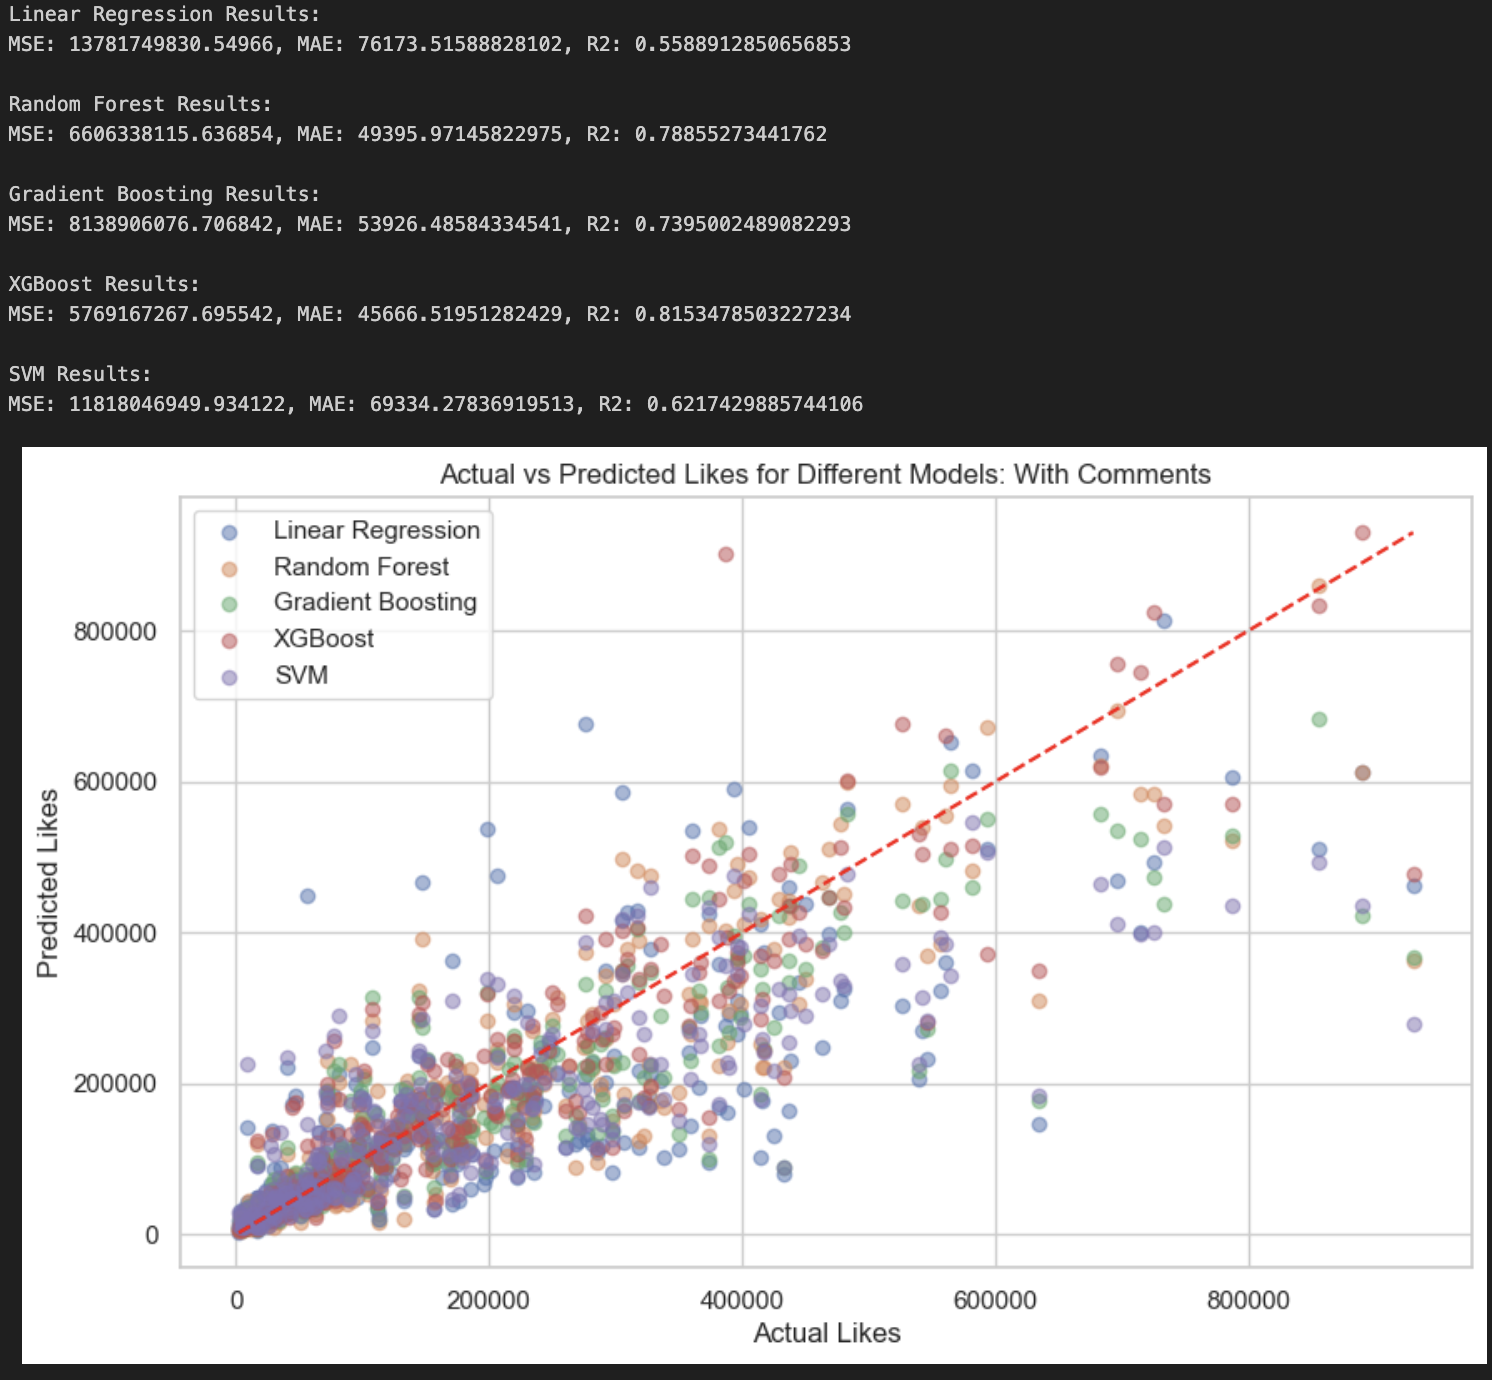 Linear Regression Results:
MSE: 13781749830.54966, MAE: 76173.51588828102, R2: 0.5588912850656853
Random Forest Results:
MSE: 6606338115.636854, MAE: 49395.97145822975, R2: 0.78855273441762
Gradient Boosting Results:
MSE: 8138906076.706842, MAE: 53926.48584334541, R2: 0.7395002489082293
XGBoost Results:
MSE: 5769167267.695542, MAE: 45666.51951282429, R2: 0.8153478503227234
SVM Results:
MSE: 11818046949.934122, MAE: 69334.27836919513, R2: 0.6217429885744106
Actual vs Predicted Likes for Different Models: With Comments
Linear Regression
Random Forest
Gradient Boosting
XGBoost
SVM
Predicted Likes
800000
600000
400000
200000
0
0
200000
400000
600000
800000
Actual Likes